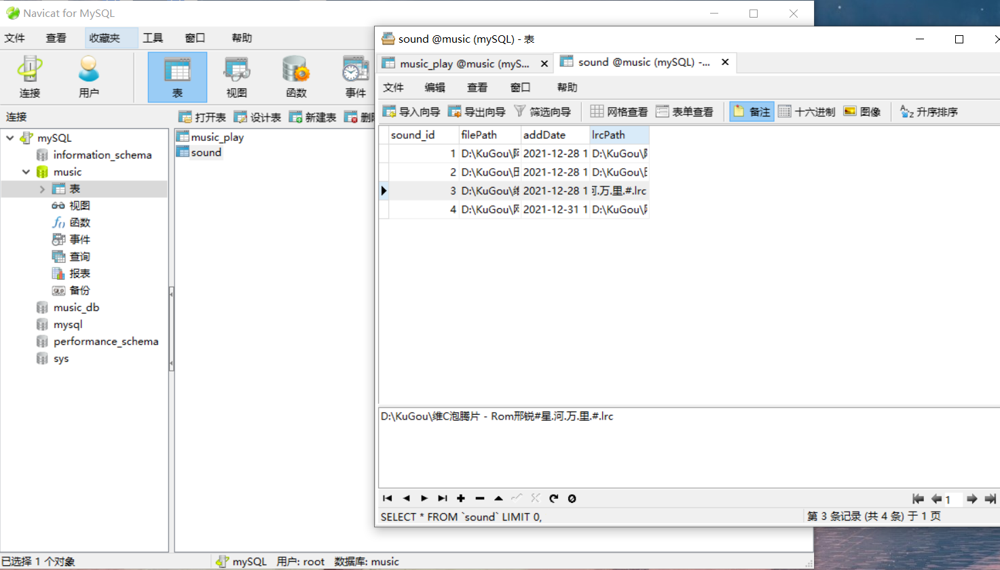 Navicat for MySQL
文件 查看 收藏夹 工具 窗口 帮助
连接 用户 表 视图 函数 事件
连接
打开表 设计表 新建表
mySQL
information_schema
music
表
视图
函数
事件
查询
报表
备份
music_db
mysql
performance_schema
sys
music_play
sound
已选择 1 个对象 mySQL 用户: root 数据库: music
sound @music (mySQL) - 表
music_play @music (myS... sound @music (mySQL) -...
文件 编辑 查看 窗口 帮助
导入向导 导出向导 筛选向导 网格查看 表单查看 备注 十六进制 图像 升序排序
sound_id filePath addDate lrcPath
1 D:\KuGou\ 2021-12-28 1 D:\KuGou\
2 D:\KuGou\ 2021-12-28 1 D:\KuGou\
3 D:\KuGou\ 2021-12-28 1 .万.里.#.lrc
4 D:\KuGou\ 2021-12-31 1 D:\KuGou\
D:\KuGou\维C泡腾片 - Rom邢锐#星.河.万.里.#.lrc
1
SELECT * FROM `sound` LIMIT 0, 第 3 条记录 (共 4 条) 于 1 页